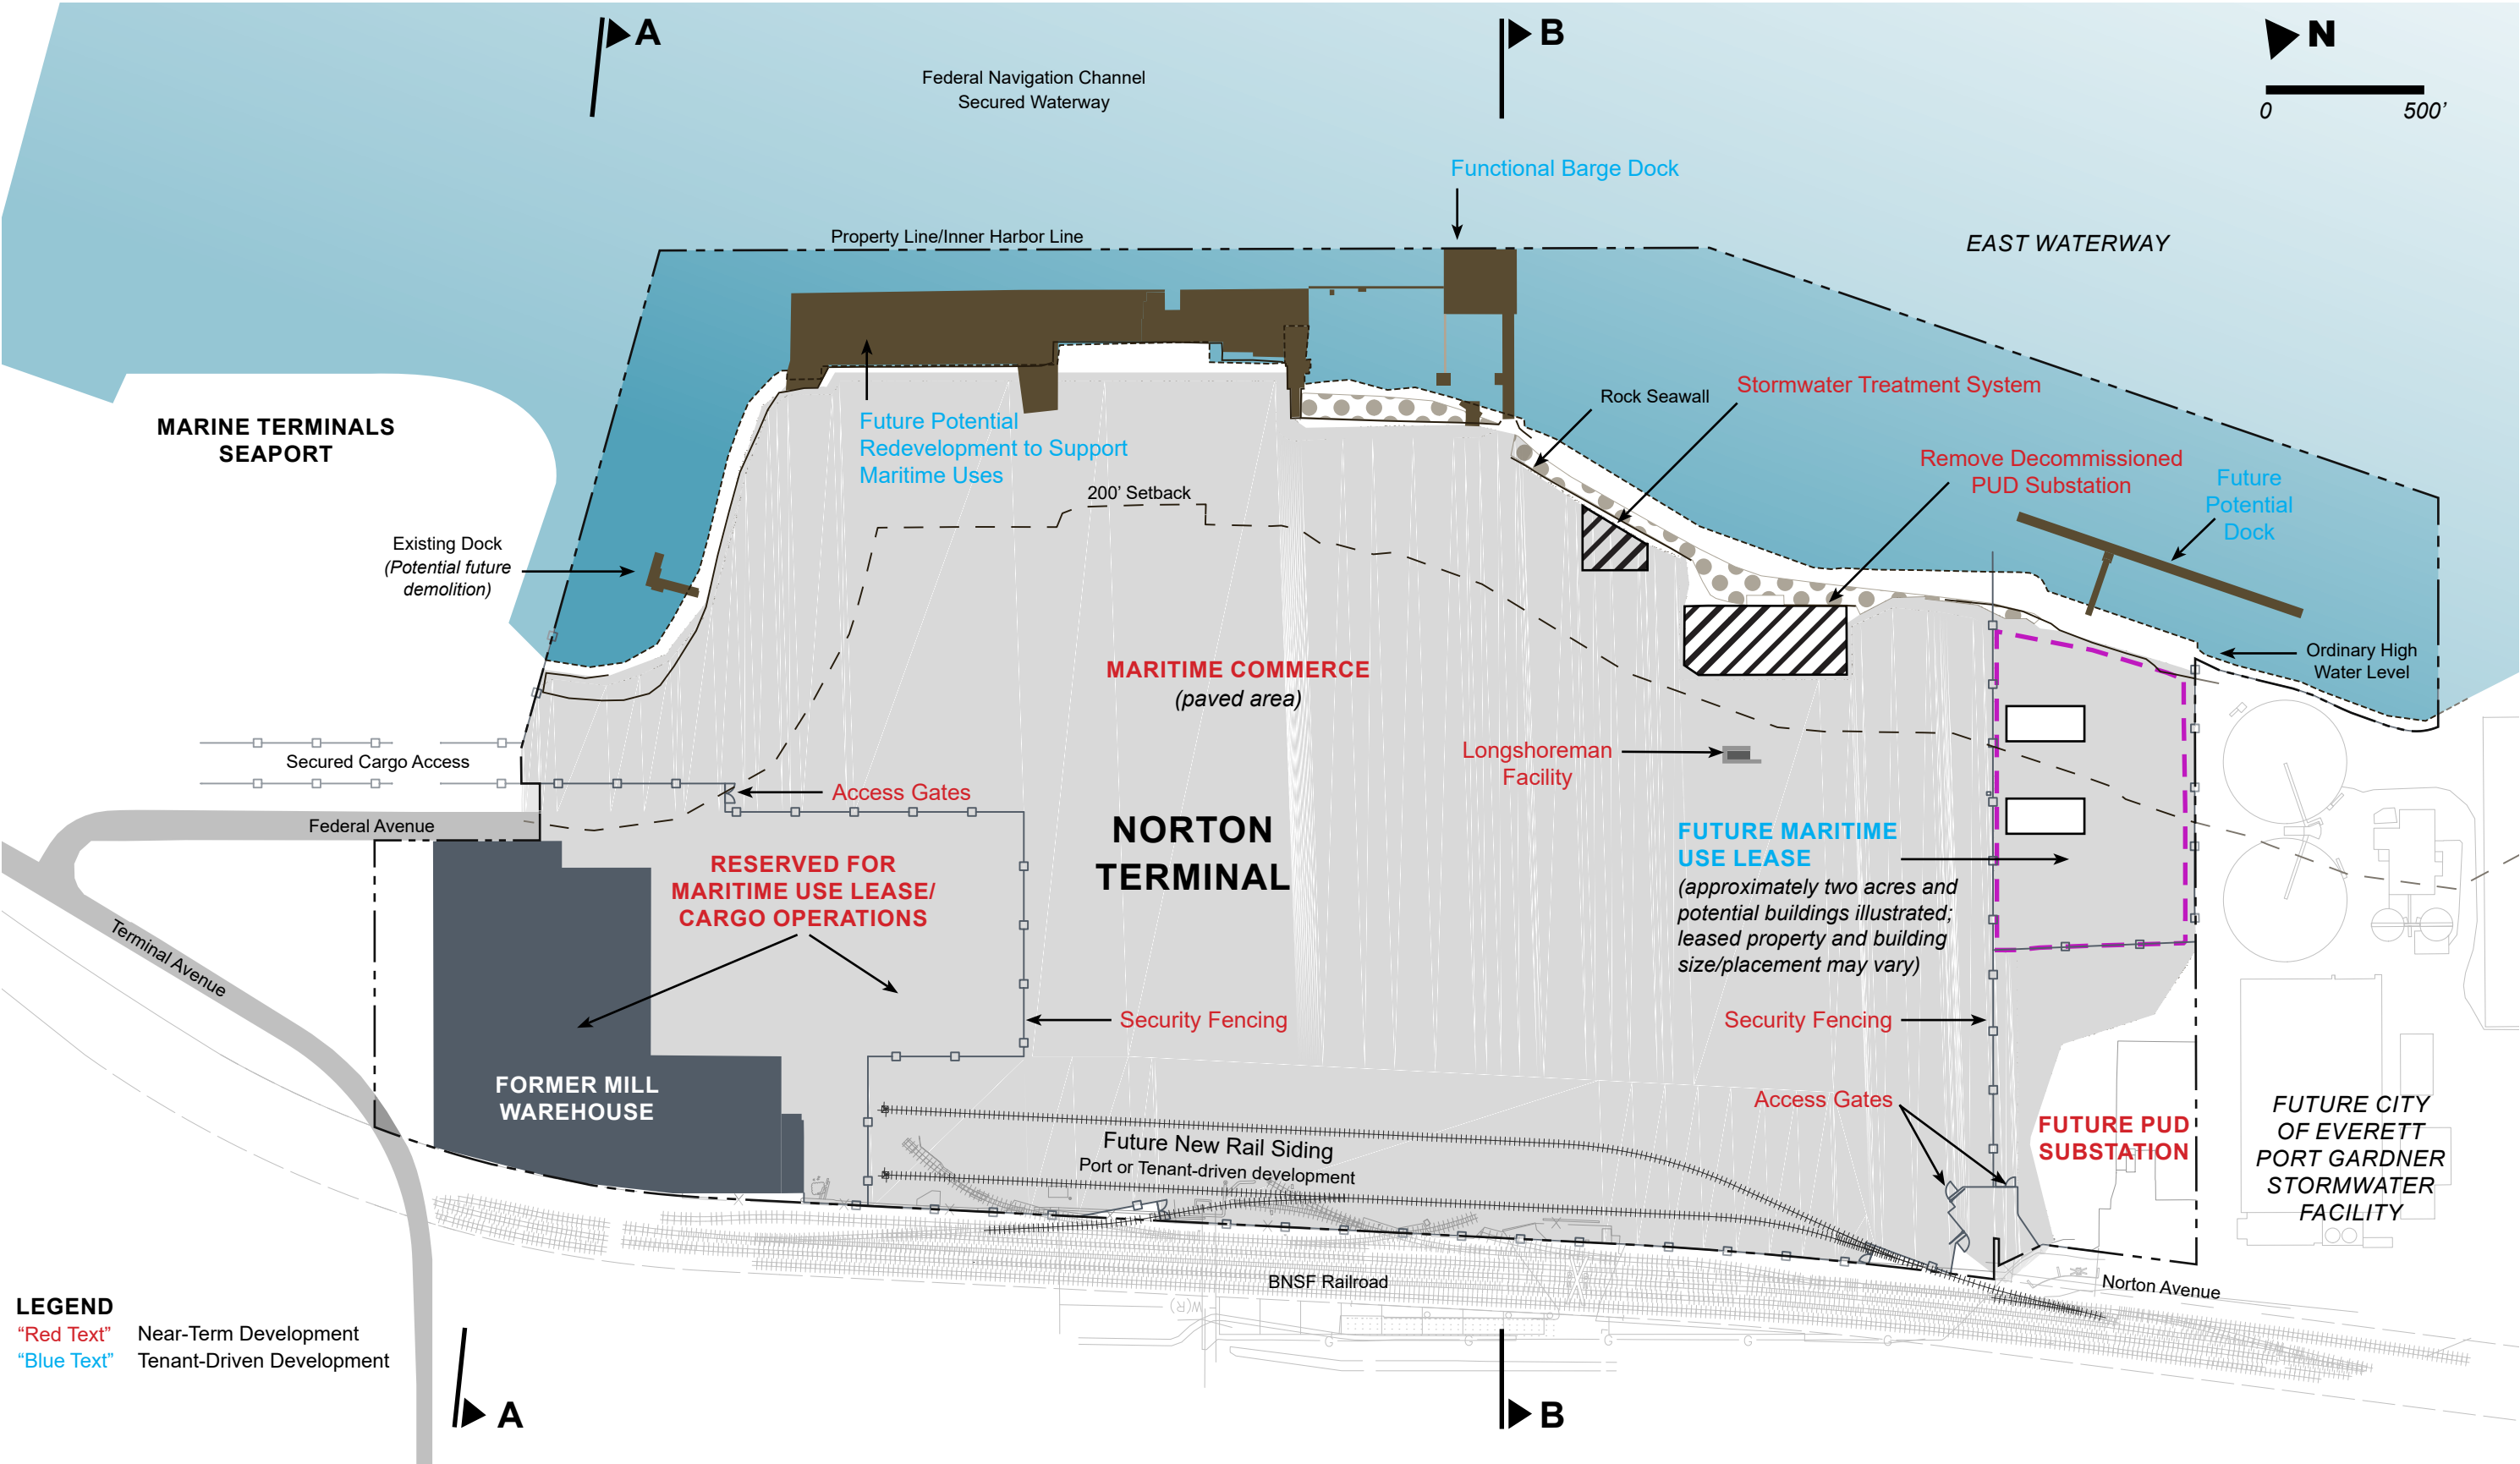 A
B
N
0
500’
Federal Navigation Channel
Secured Waterway
Functional Barge Dock
Property Line/Inner Harbor Line
EAST WATERWAY
Rock Seawall
Stormwater Treatment System
MARINE TERMINALS
SEAPORT
Future Potential
Redevelopment to Support
Maritime Uses
Remove Decommissioned
PUD Substation
Future
Potential
Dock
200’ Setback
Existing Dock
(Potential future
demolition)
Ordinary High
Water Level
MARITIME COMMERCE
(paved area)
Longshoreman
Facility
Secured Cargo Access
Access Gates
Federal Avenue
NORTON
TERMINAL
FUTURE MARITIME
USE LEASE
(approximately two acres and
potential buildings illustrated;
leased property and building
size/placement may vary)
RESERVED FOR
MARITIME USE LEASE/
CARGO OPERATIONS
Terminal Avenue
Security Fencing
Security Fencing
FORMER MILL
WAREHOUSE
Access Gates
FUTURE PUD
SUBSTATION
FUTURE CITY
OF EVERETT
PORT GARDNER
STORMWATER
FACILITY
Future New Rail Siding
Port or Tenant-driven development
BNSF Railroad
Norton Avenue
W(R)
G
G
G
G
LEGEND
“Red Text” Near-Term Development
“Blue Text” Tenant-Driven Development
A
B